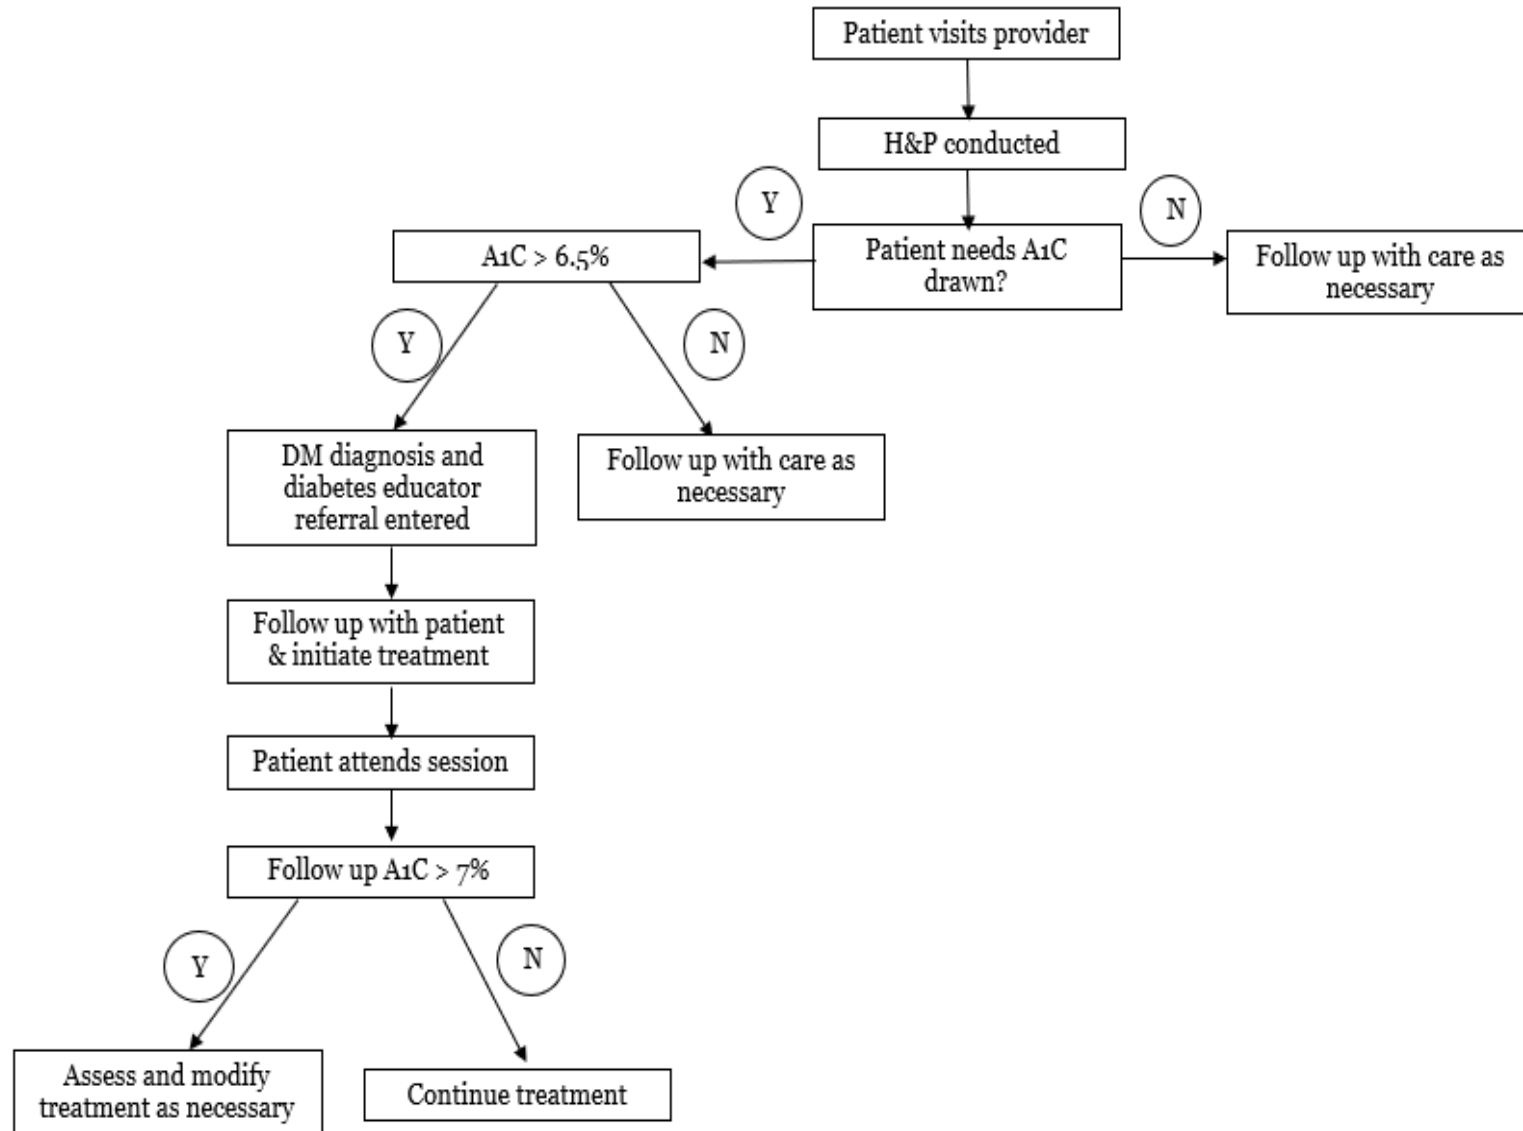 Patient visits provider
H&P conducted
Y
N
Patient needs A1C
drawn?
A1C > 6.5%
Follow up with care as
necessary
Y
N
DM diagnosis and
diabetes educator
referral entered
Follow up with care as
necessary
Follow up with patient
& initiate treatment
Patient attends session
Follow up A1C > 7%
Y
N
Assess and modify
treatment as necessary
Continue treatment